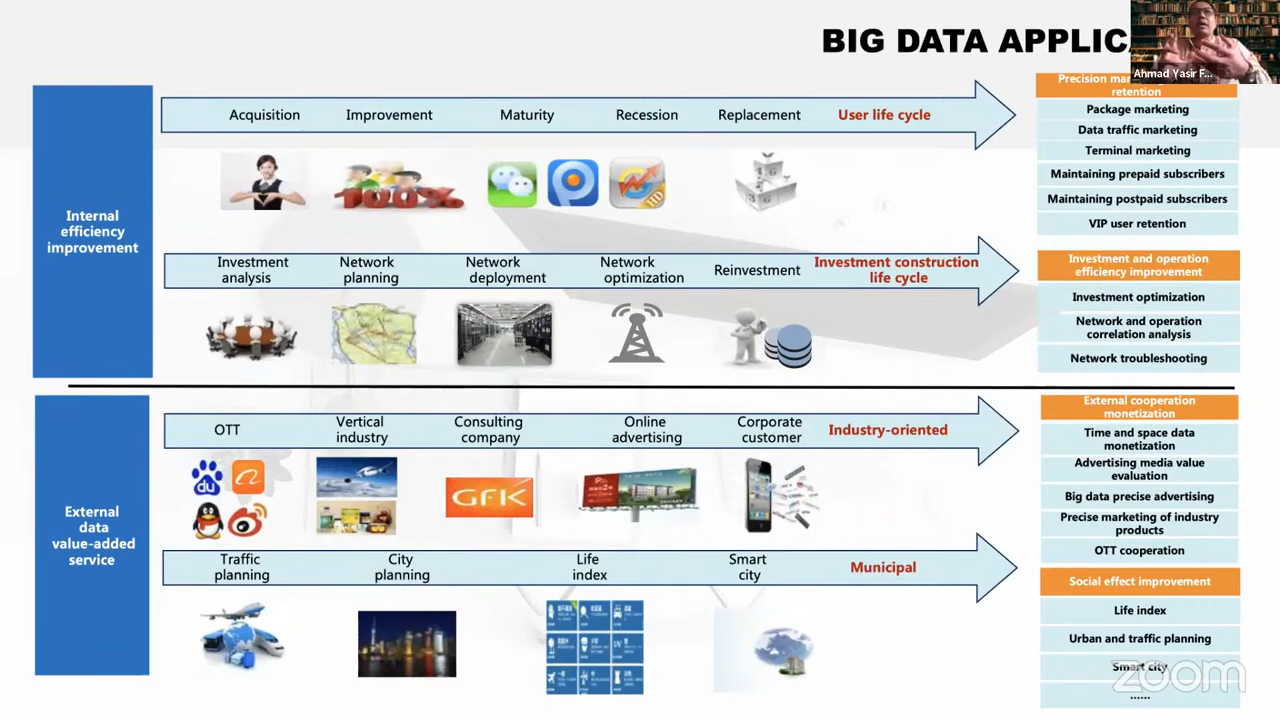 BIG DATA APPLIC
Ahmad Yasir F...
Internal
efficiency
improvement
Acquisition
Improvement
Maturity
Recession
Replacement
User life cycle
100%
HD
Investment
analysis
Network
planning
Network
deployment
Network
optimization
Reinvestment
Investment construction
life cycle
Precision mar
retention
Package marketing
Data traffic marketing
Terminal marketing
Maintaining prepaid subscribers
Maintaining postpaid subscribers
VIP user retention
Investment and operation
efficiency improvement
Investment optimization
Network and operation
correlation analysis
Network troubleshooting
External
data
value-added
service
OTT
Vertical
industry
Consulting
company
Online
advertising
Corporate
customer
Industry-oriented
du
GFK
Traffic
planning
City
planning
Life
index
Smart
city
Municipal
External cooperation
monetization
Time and space data
monetization
Advertising media value
evaluation
Big data precise advertising
Precise marketing of industry
products
OTT cooperation
Social effect improvement
Life index
Urban and traffic planning
Smart city
......
zoom